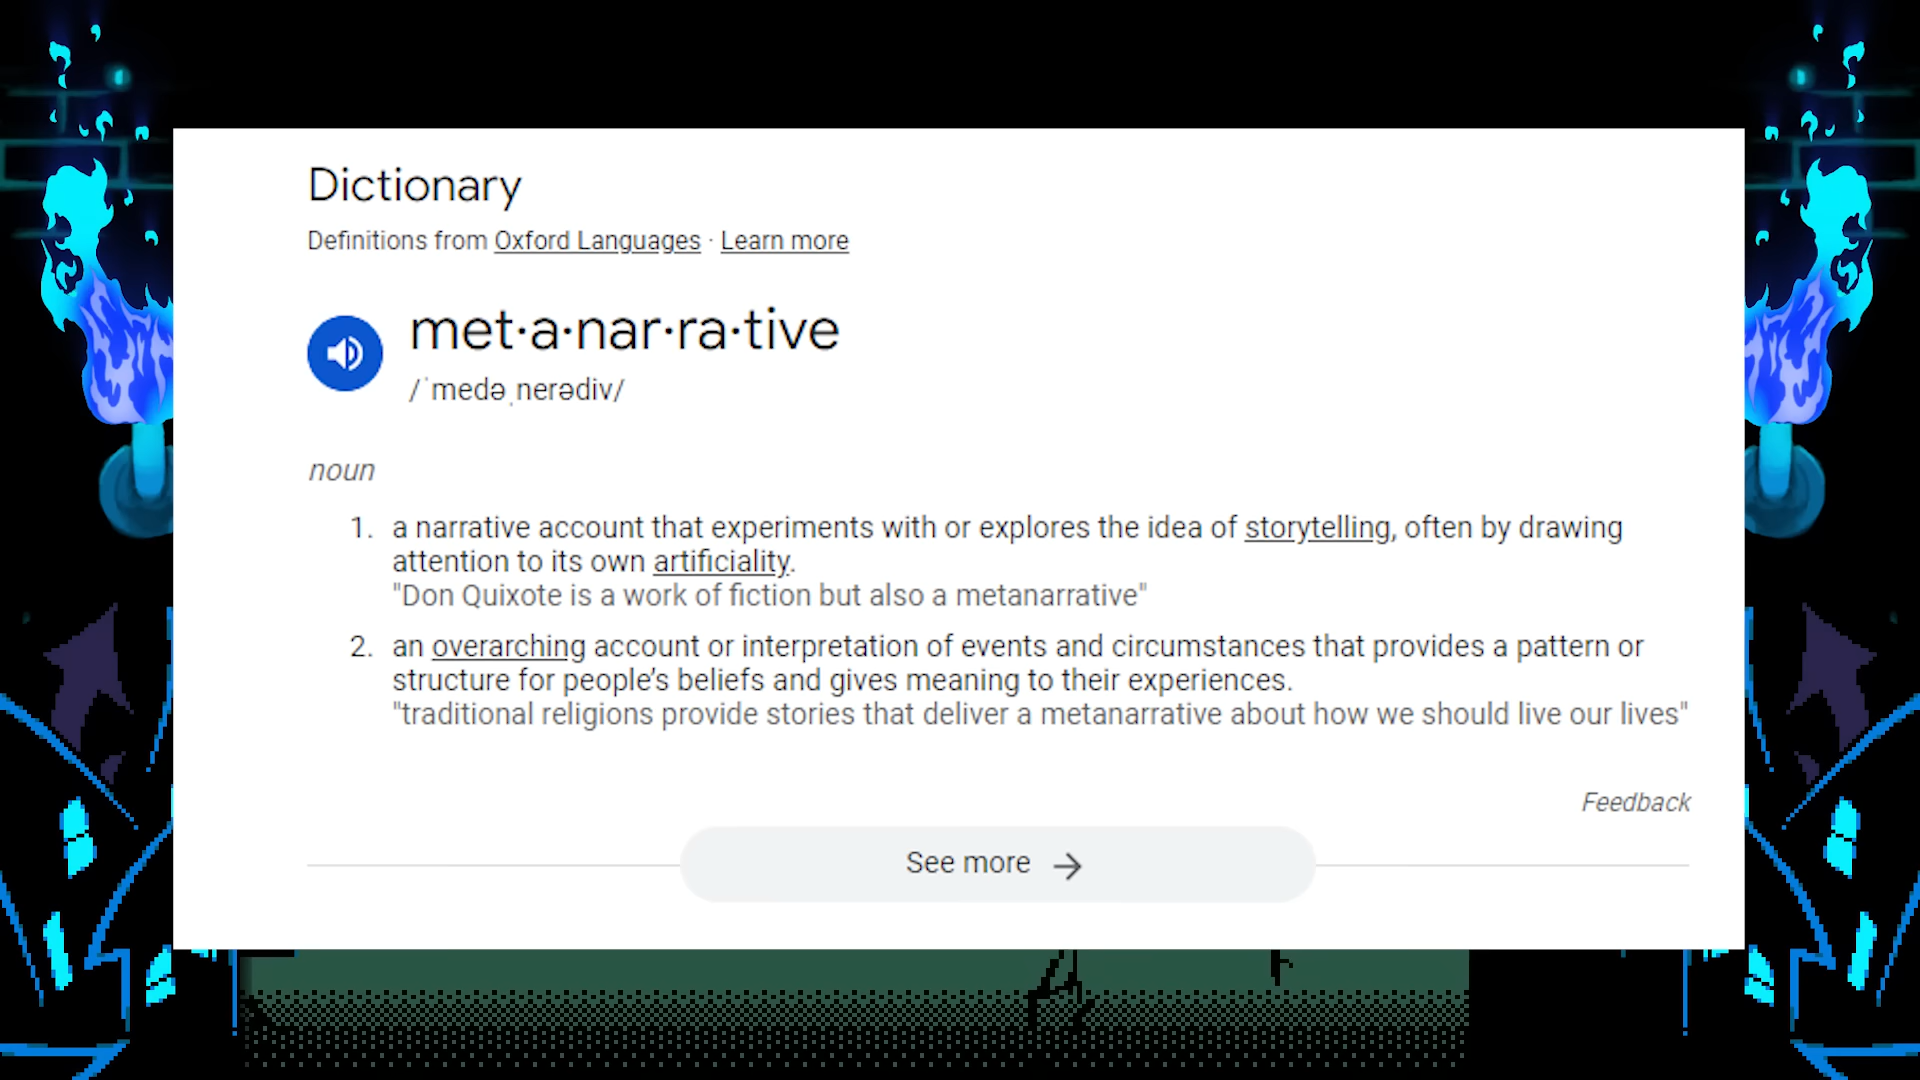 Dictionary
Definitions from Oxford Languages · Learn more
met·a·nar·ra·tive
/ˈmedəˌnerədiv/
noun
1. a narrative account that experiments with or explores the idea of storytelling, often by drawing
attention to its own artificiality.
"Don Quixote is a work of fiction but also a metanarrative"
2. an overarching account or interpretation of events and circumstances that provides a pattern or
structure for people’s beliefs and gives meaning to their experiences.
"traditional religions provide stories that deliver a metanarrative about how we should live our lives"
Feedback
See more →